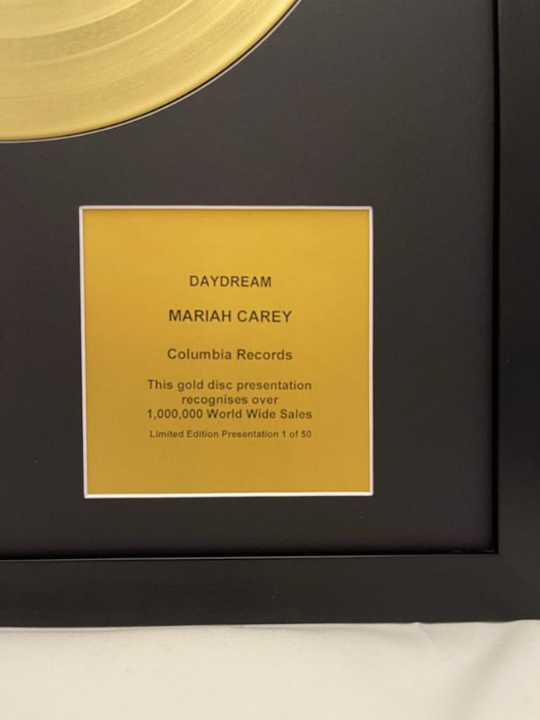 DAYDREAM
MARIAH CAREY
Columbia Records
This gold disc presentation
recognises over
1,000,000 World Wide Sales
Limited Edition Presentation 1 of 50